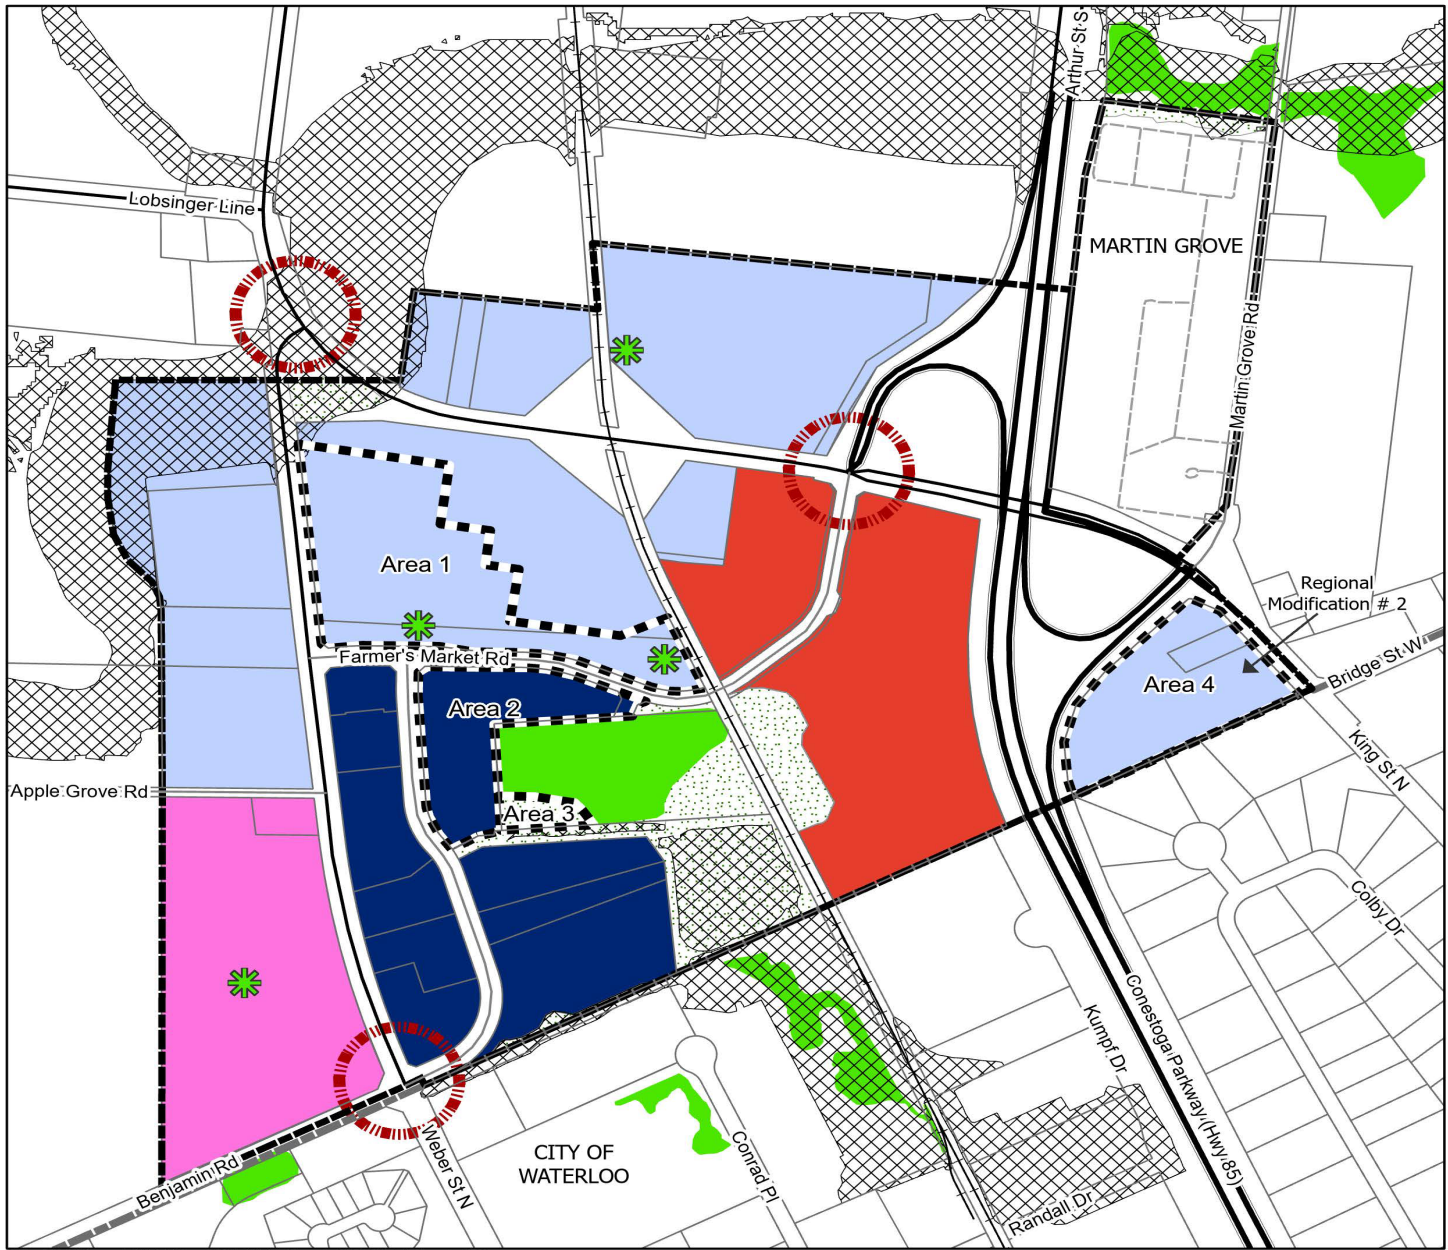 Arthur St S
Lobsinger Line
MARTIN GROVE
Martin Grove Rd
Area 1
Regional
Modification # 2
Farmer's Market Rd
Bridge St W
Area 4
Area 2
King St N
Apple Grove Rd
Area 3
Colby Dr
Conestoga Parkway (Hwy 85)
Kumpf Dr
Weber St N
Conrad Pl
CITY OF
WATERLOO
Benjamin Rd
Randall Dr